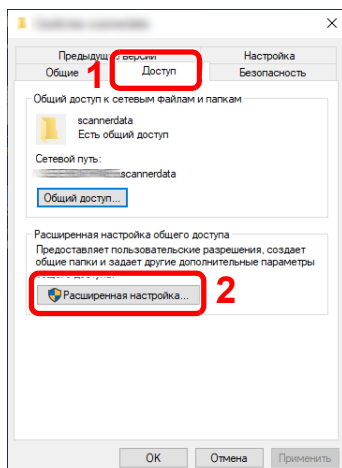 Предыдущ версии
Настройка
Общие
1
Доступ
Безопасность
Общий доступ к сетевым файлам и папкам
scannerdata
Есть общий доступ
Сетевой путь:
scannerdata
Общий доступ...
Расширенная настройка общего доступа
Предоставляет пользовательские разрешения, создает
общие папки и задает другие дополнительные параметры
Расширенная настройка...
2
OK
Отмена
Применить